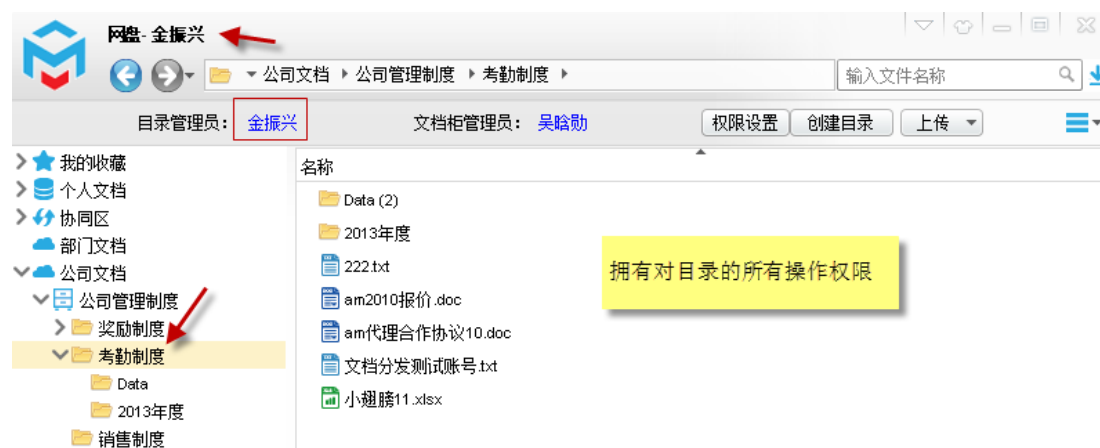 网盘- 金振兴
公司文档 公司管理制度 考勤制度
输入文件名称
目录管理员： 金振兴 文档柜管理员： 吴晗勋 权限设置 创建目录 上传
我的收藏
个人文档
协同区
部门文档
公司文档
公司管理制度
奖励制度
考勤制度
Data
2013年度
销售制度
名称
Data (2)
2013年度
222.txt
am2010报价.doc
am代理合作协议10.doc
文档分发测试账号.txt
小翅膀11.xlsx
拥有对目录的所有操作权限